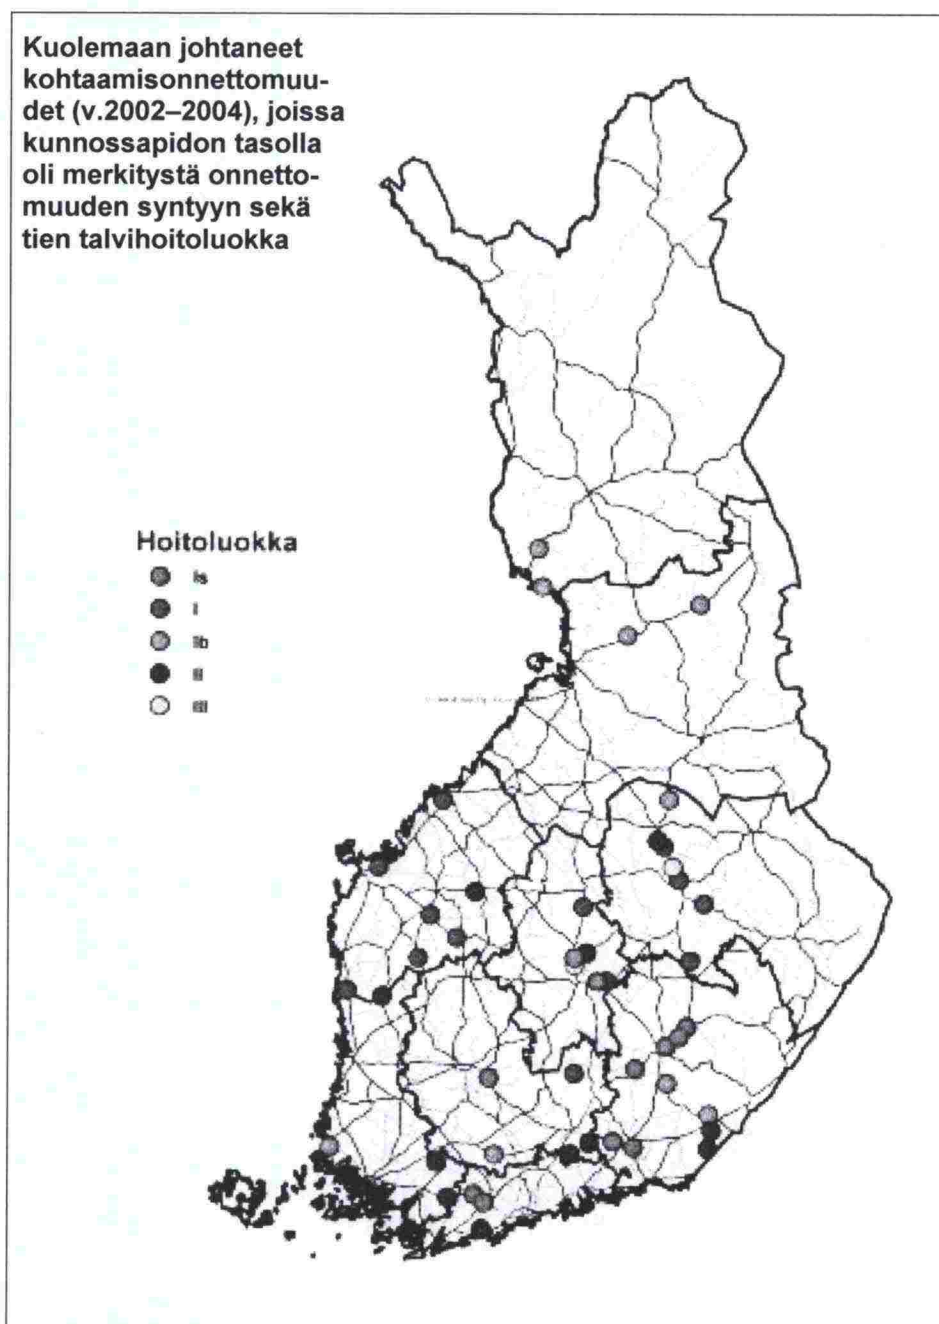 Kuolemaan johtaneet
kohtaamisonnettomuu-
det (v.2002–2004), joissa
kunnossapidon tasolla
oli merkitystä onnetto-
muuden syntyyn sekä
tien talvihoitoluokka
Hoitoluokka
Is
I
Ib
II
III